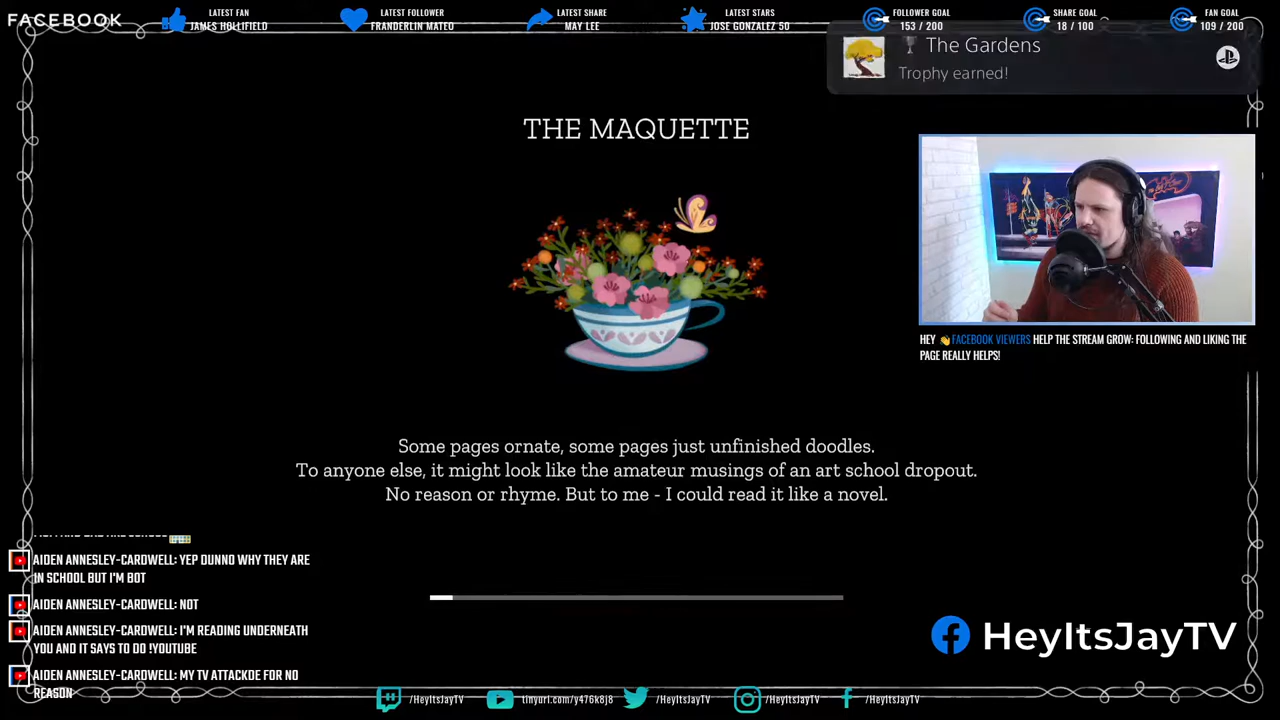 FACEBOOK
LATEST FAN
JAMES HOLLIFIELD
LATEST FOLLOWER
FRANDERLIN MATEO
LATEST SHARE
MAY LEE
LATEST STARS
JOSE GONZALEZ 50
FOLLOWER GOAL
153 / 200
SHARE GOAL
18 / 100
FAN GOAL
109 / 200
The Gardens
Trophy earned!
THE MAQUETTE
HEY 👋 FACEBOOK VIEWERS HELP THE STREAM GROW: FOLLOWING AND LIKING THE
PAGE REALLY HELPS!
Some pages ornate, some pages just unfinished doodles.
To anyone else, it might look like the amateur musings of an art school dropout.
No reason or rhyme. But to me - I could read it like a novel.
AIDEN ANNESLEY-CARDWELL: YEP DUNNO WHY THEY ARE
IN SCHOOL BUT I'M BOT
AIDEN ANNESLEY-CARDWELL: NOT
AIDEN ANNESLEY-CARDWELL: I'M READING UNDERNEATH
YOU AND IT SAYS TO DO !YOUTUBE
AIDEN ANNESLEY-CARDWELL: MY TV ATTACKDE FOR NO
REASON
HeyItsJayTV
/HeyItsJayTV
tinyurl.com/y476k8j8
/HeyItsJayTV
/HeyItsJayTV
/HeyItsJayTV